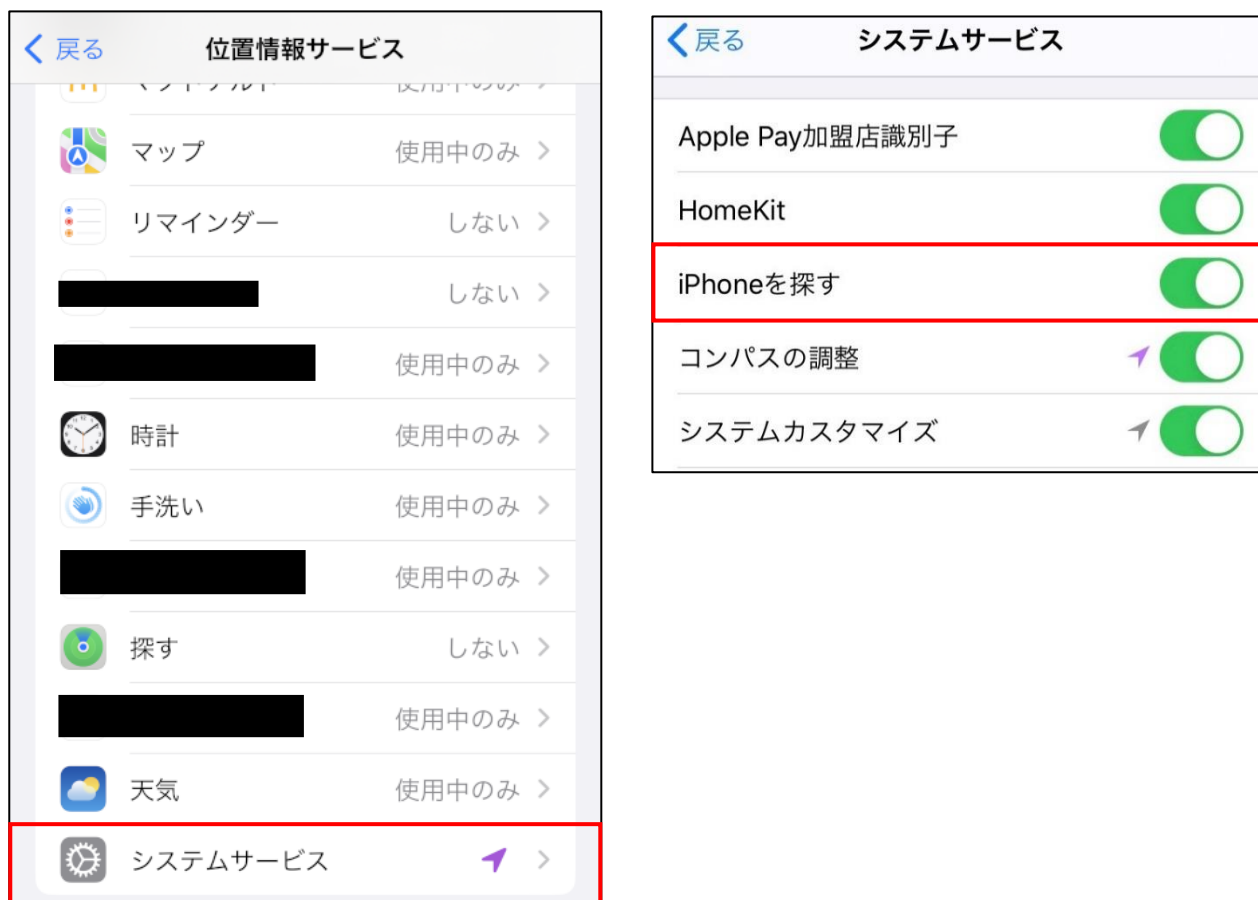 戻る
位置情報サービス
マップ
使用中のみ
リマインダー
しない
しない
使用中のみ
時計
使用中のみ
手洗い
使用中のみ
使用中のみ
探す
しない
使用中のみ
天気
使用中のみ
システムサービス
戻る
システムサービス
Apple Pay加盟店識別子
HomeKit
iPhoneを探す
コンパスの調整
システムカスタマイズ